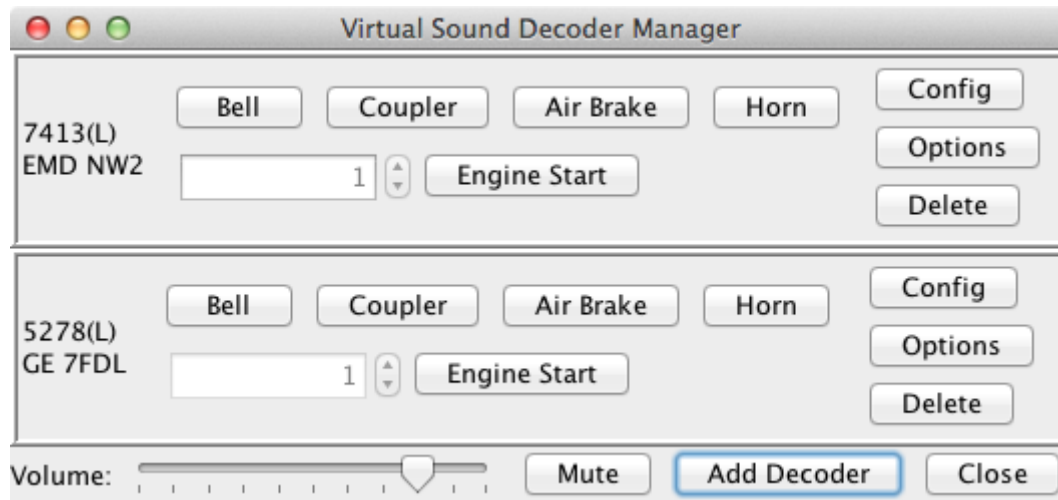 Virtual Sound Decoder Manager
7413(L)
EMD NW2
Bell Coupler Air Brake Horn
1 Engine Start
Config
Options
Delete
5278(L)
GE 7FDL
Bell Coupler Air Brake Horn
1 Engine Start
Config
Options
Delete
Volume: Mute Add Decoder Close